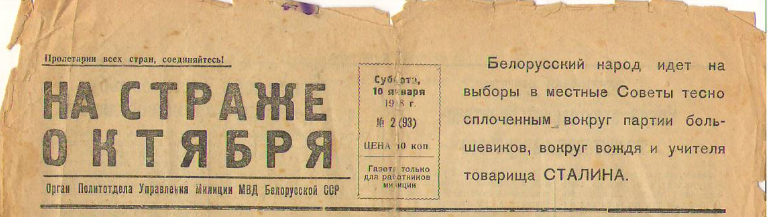 Пролетарии всех стран, соединяйтесь!
НА СТРАЖЕ
ОКТЯБРЯ
Орган Политотдела Управления Милиции МВД Белорусской ССР
Суббота,
10 января
1948 г.
№ 2 (93)
ЦЕНА 10 коп.
Газета только
для работников
милиции
Белорусский народ идет на
выборы в местные Советы тесно
сплоченным вокруг партии боль-
шевиков, вокруг вождя и учителя
товарища СТАЛИНА.